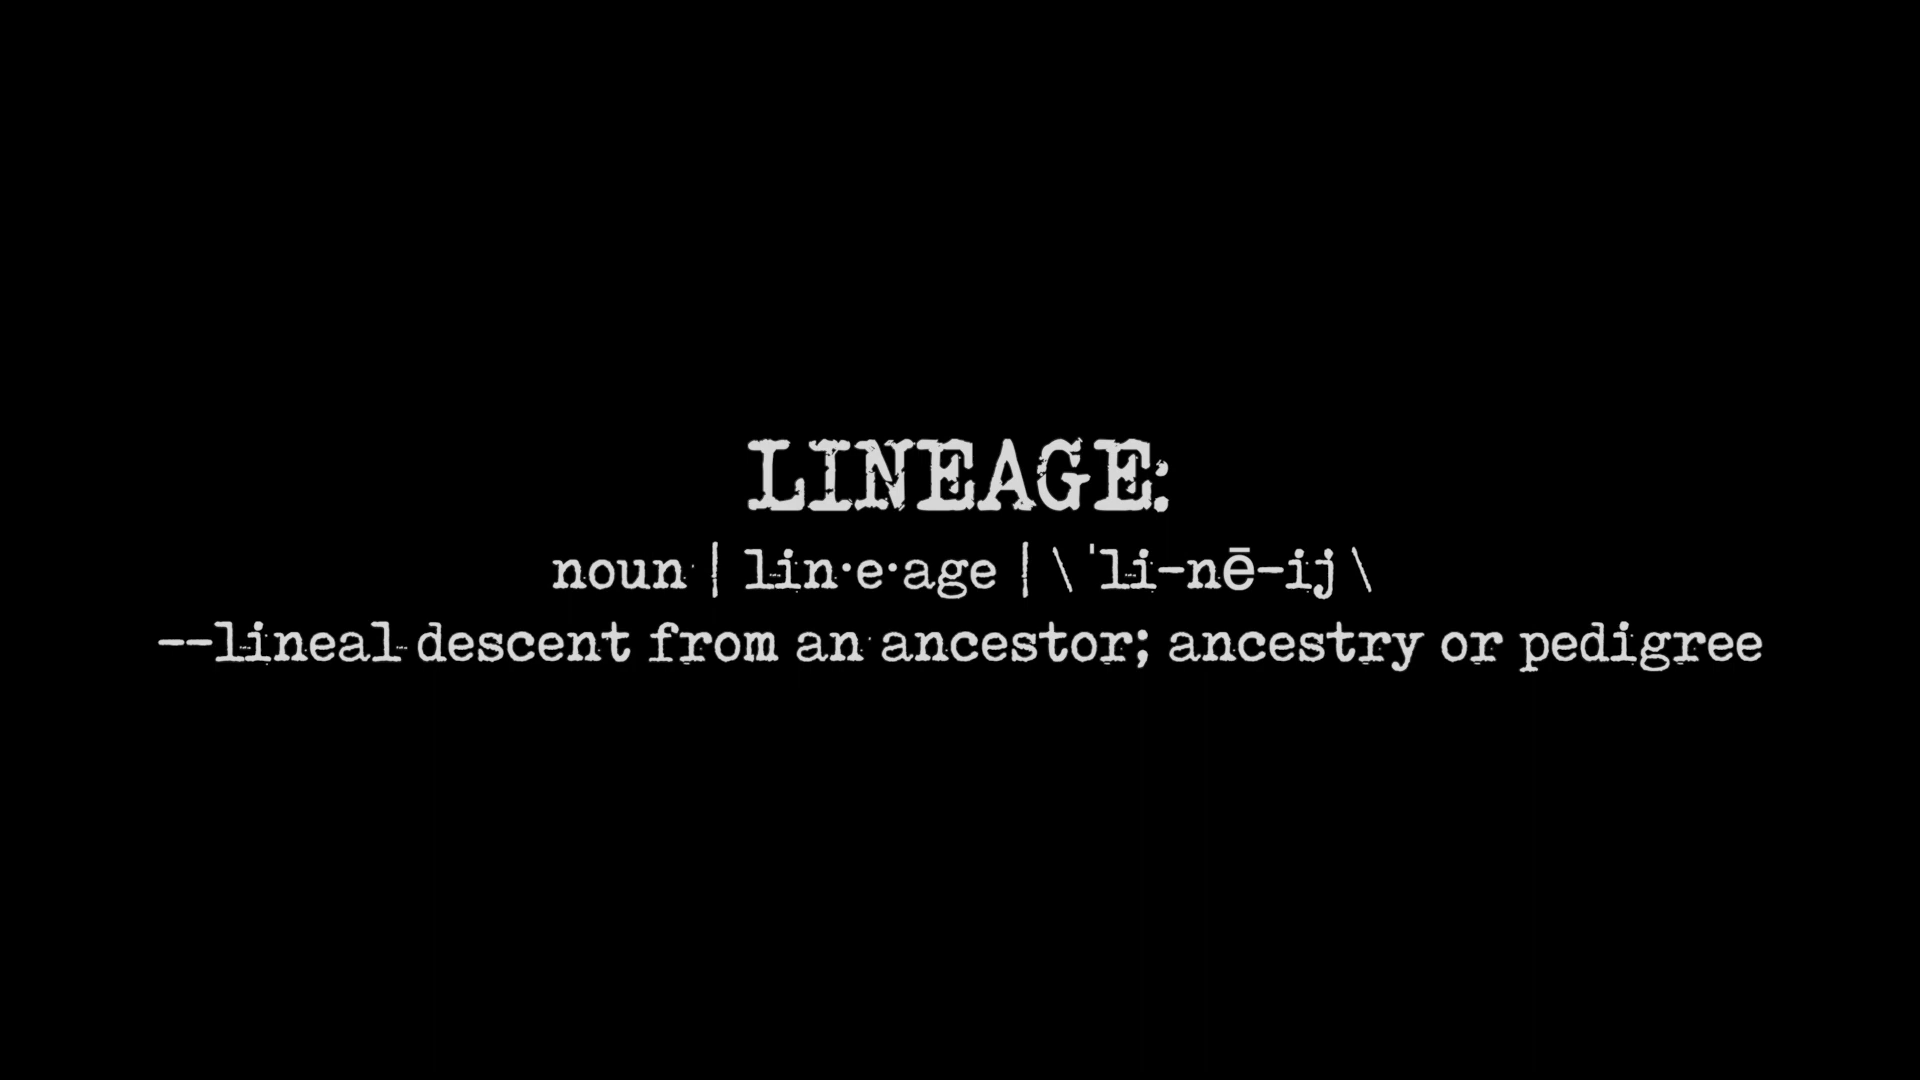 LINEAGE:
noun | lin·e·age | \ ˈli-nē-ij \
--lineal descent from an ancestor; ancestry or pedigree